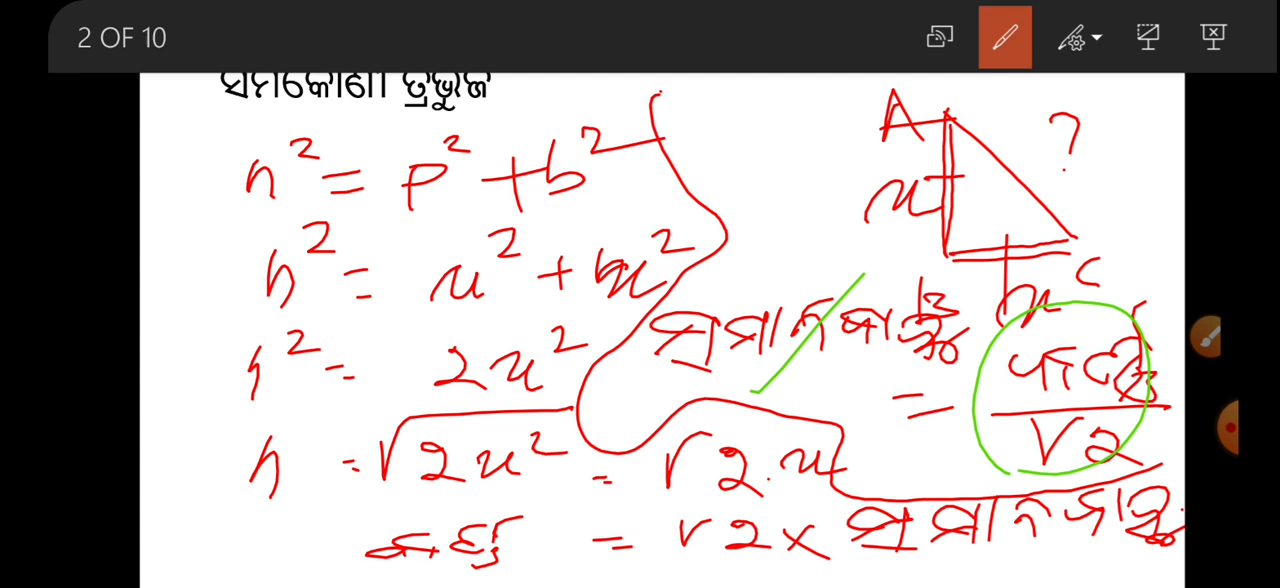 2 OF 10
ସମକୋଣୀ ତ୍ରିଭୁଜ
h² = p² + b²
h² = x² + x²
h² = 2x²
h = √2x² = √2.x
କର୍ଣ୍ଣ = √2 × ସମାନ ବାହୁ
A
?
x
C
x
ସମାନ ବାହୁ
= କର୍ଣ୍ଣ / √2